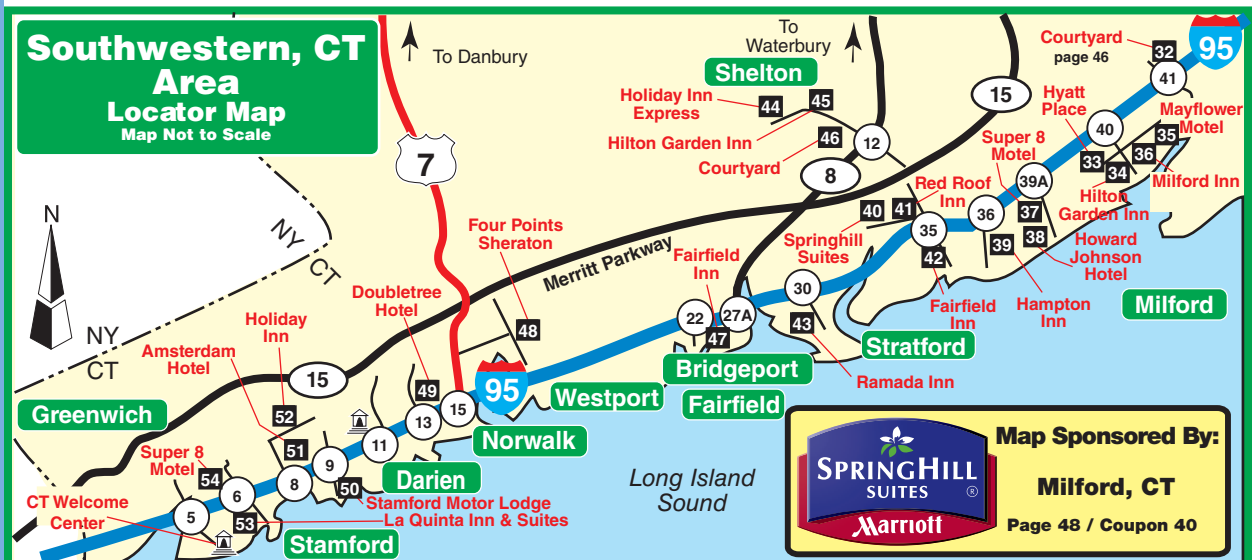 Southwestern, CT
Area
Locator Map
Map Not to Scale
To Danbury
7
To
Waterbury
Shelton
Holiday Inn
Express
44
45
Hilton Garden Inn
46
Courtyard
12
8
15
Courtyard
page 46
32
95
41
Hyatt
Place
Mayflower
Motel
40
35
36
33
34
Milford Inn
Hilton
Garden Inn
Super 8
Motel
39A
37
38
Howard
Johnson
Hotel
Red Roof
Inn
40
41
36
35
39
42
Springhill
Suites
Hampton
Inn
Fairfield
Inn
Milford
N
NY
CT
NY
CT
Merritt Parkway
Four Points
Sheraton
48
Fairfield
Inn
22
27A
47
30
43
Ramada Inn
Stratford
Bridgeport
Fairfield
Doubletree
Hotel
49
Holiday
Inn
52
Amsterdam
Hotel
51
15
95
Westport
Norwalk
15
13
11
9
8
Darien
50
Stamford Motor Lodge
Greenwich
Super 8
Motel
54
6
5
53
La Quinta Inn & Suites
CT Welcome
Center
Stamford
Long Island
Sound
SPRINGHILL
SUITES
®
Marriott
Map Sponsored By:
Milford, CT
Page 48 / Coupon 40